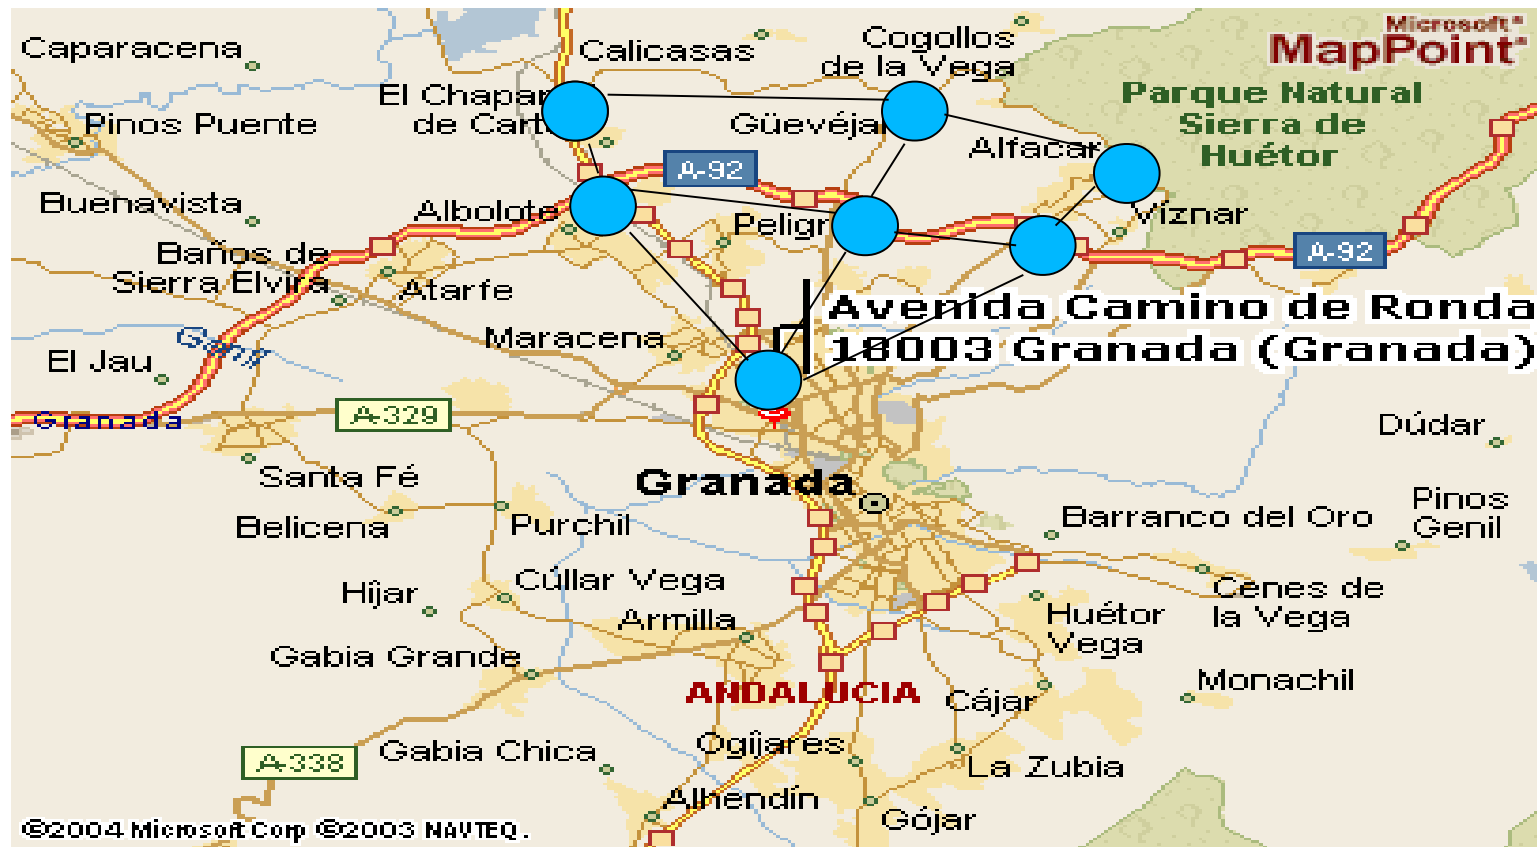 Microsoft®
MapPoint®
Caparacena
Calicasas
Cogollos
de la Vega
Pinos Puente
El Chapar
de Cart
Güevéja
Alfacar
Parque Natural
Sierra de
Huétor
A-92
Buenavista
Albolote
Peligr
Víznar
A-92
Baños de
Sierra Elvira
Atarfe
Maracena
Avenida Camino de Ronda
18003 Granada (Granada)
El Jau
Granada
A-329
Dúdar
Santa Fé
Granada
Belicena
Purchil
Barranco del Oro
Pinos
Genil
Híjar
Cúllar Vega
Armilla
Huétor
Vega
Cenes de
la Vega
Gabia Grande
ANDALUCIA
Cájar
Monachil
A-338
Gabia Chica
Ogíjares
La Zubia
Alhendín
Gójar
©2004 Microsoft Corp ©2003 NAVTEQ.